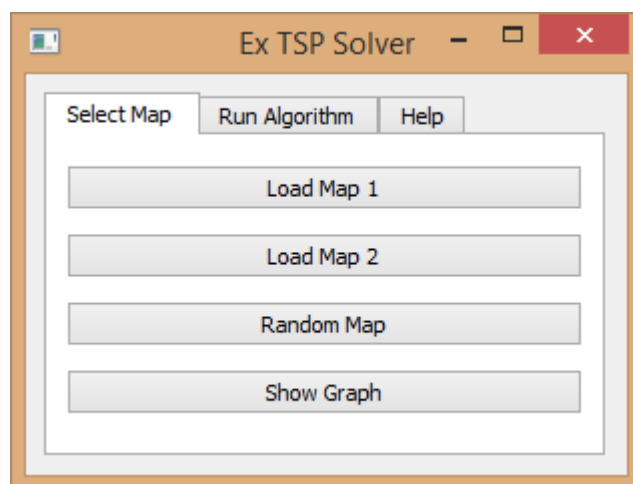 Ex TSP Solver
Select Map Run Algorithm Help
Load Map 1
Load Map 2
Random Map
Show Graph